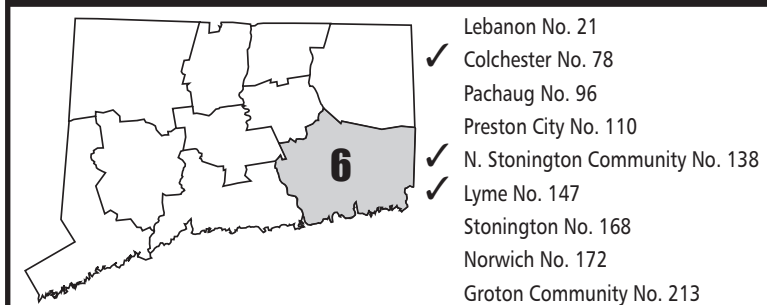 6
Lebanon No. 21
✓ Colchester No. 78
Pachaug No. 96
Preston City No. 110
✓ N. Stonington Community No. 138
✓ Lyme No. 147
Stonington No. 168
Norwich No. 172
Groton Community No. 213